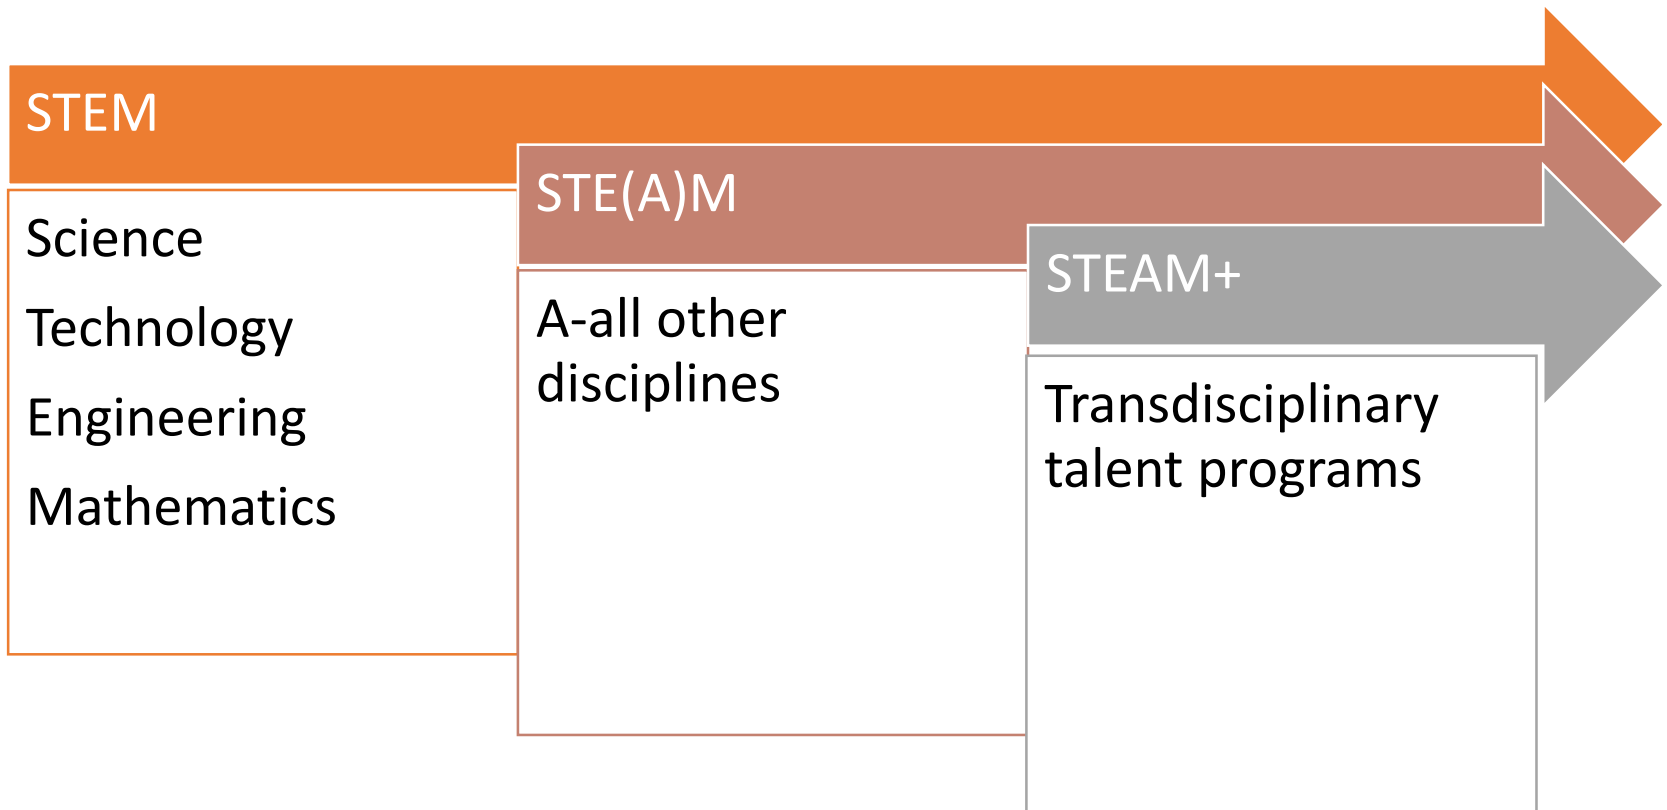 STEM
Science
Technology
Engineering
Mathematics
STE(A)M
A-all other
disciplines
STEAM+
Transdisciplinary
talent programs